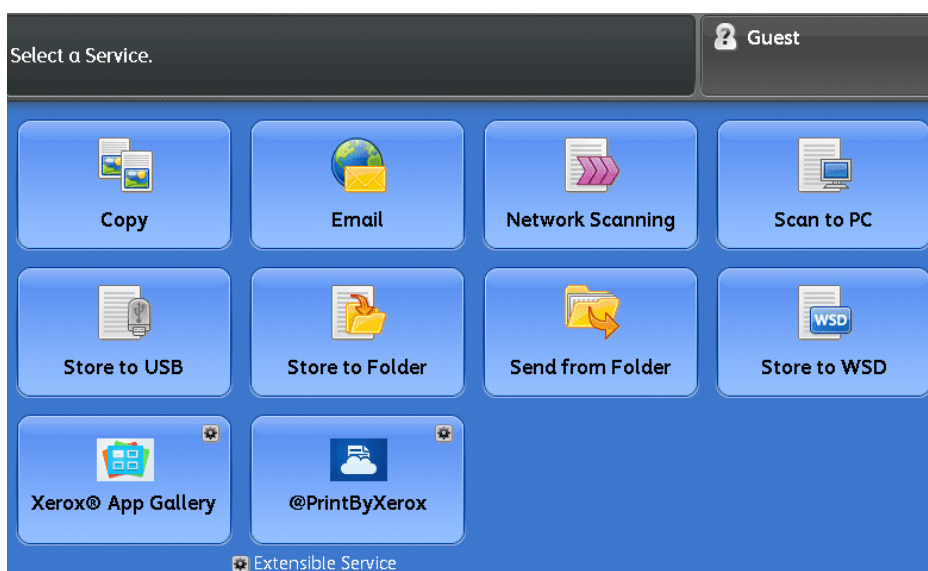 Select a Service.
Guest
Copy
Email
Network Scanning
Scan to PC
WSD
Store to USB
Store to Folder
Send from Folder
Store to WSD
Xerox® App Gallery
@PrintByXerox
Extensible Service